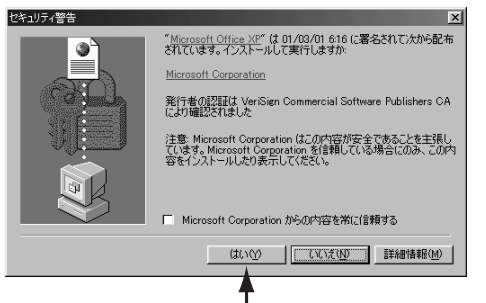 セキュリティ警告
"Microsoft Office XP" は 01/03/01 6:16 に署名されて次から配布
されています。インストールして実行しますか:
Microsoft Corporation
発行者の認証は VeriSign Commercial Software Publishers CA
により確認されました
注意: Microsoft Corporation はこの内容が安全であることを主張し
ています。Microsoft Corporation を信頼している場合にのみ、この内
容をインストールしたり表示してください。
Microsoft Corporation からの内容を常に信頼する
はい(Y) いいえ(N) 詳細情報(M)